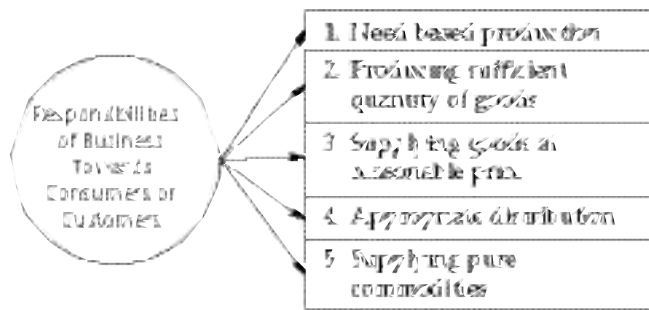 Responsibilities
of Business
Towards
Consumers or
Customers
1. Need based production
2. Producing sufficient
quantity of goods
3. Supplying goods at
reasonable price
4. Appropriate distribution
5. Supplying pure
commodities